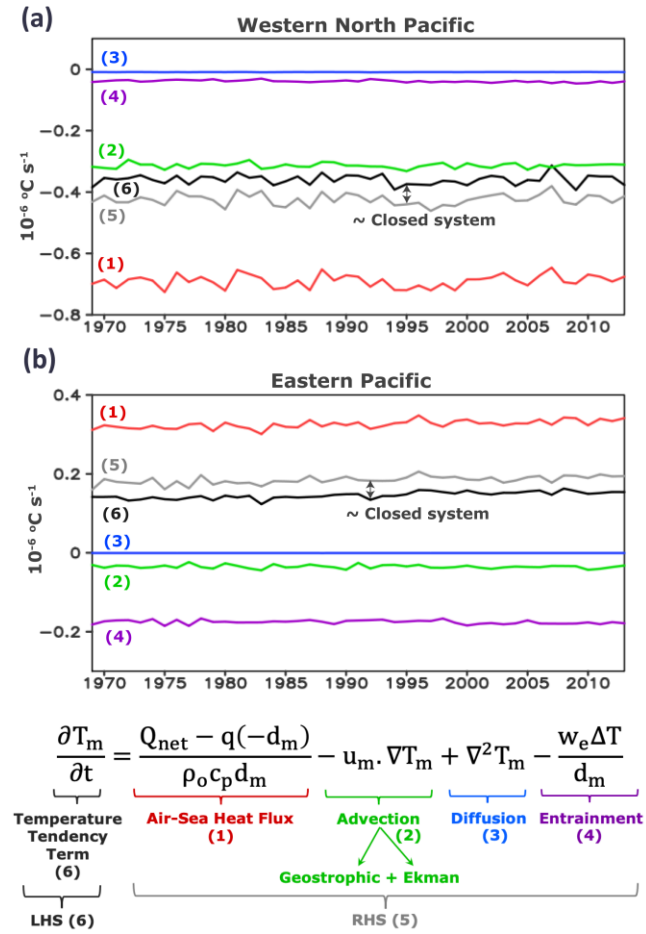 (a)
Western North Pacific
0
−0.2
−0.4
−0.6
−0.8
10⁻⁶ °C s⁻¹
(3)
(4)
(2)
(6)
(5)
~ Closed system
(1)
1970 1975 1980 1985 1990 1995 2000 2005 2010
(b)
Eastern Pacific
0.4
0.2
0
−0.2
10⁻⁶ °C s⁻¹
(1)
(5)
(6)
~ Closed system
(3)
(2)
(4)
1970 1975 1980 1985 1990 1995 2000 2005 2010
∂Tₘ/∂t = (Q_net − q(−dₘ))/(ρₒcₚdₘ) − uₘ.∇Tₘ + ∇²Tₘ − (wₑΔT)/dₘ
Temperature Tendency Term (6)
Air-Sea Heat Flux (1)
Advection (2)
Diffusion (3)
Entrainment (4)
Geostrophic + Ekman
LHS (6)
RHS (5)